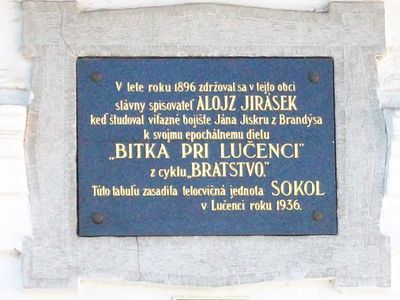 V lete roku 1896 zdržoval sa v tejto obci
slávny spisovateľ ALOJZ JIRÁSEK
keď študoval víťazné bojište Jána Jiskru z Brandýsa
k svojmu epochálnemu dielu
„BITKA PRI LUČENCI"
z cyklu „BRATSTVO."
Túto tabuľu zasadila telocvičná jednota SOKOL
v Lučenci roku 1936.